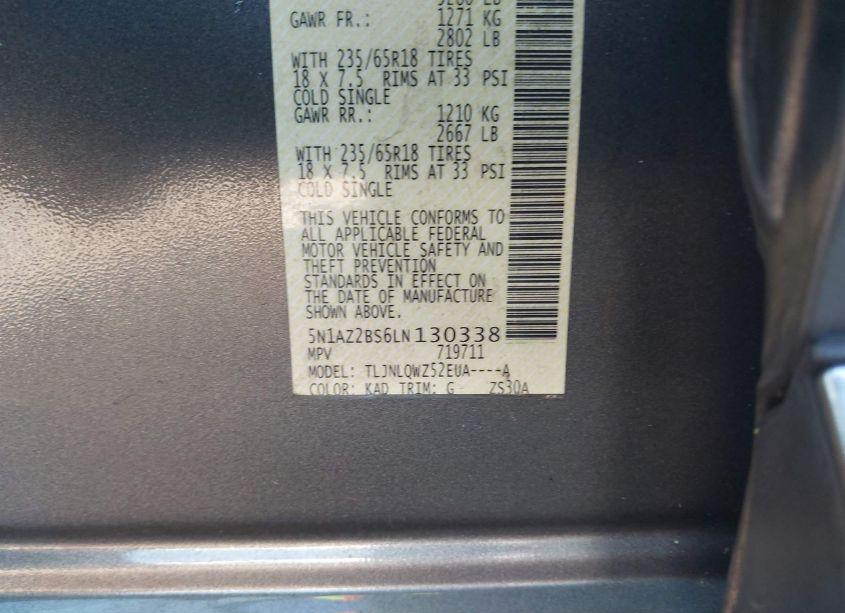 LB
GAWR FR.: 1271 KG
2802 LB
WITH 235/65R18 TIRES
18 X 7.5 RIMS AT 33 PSI
COLD SINGLE
GAWR RR.: 1210 KG
2667 LB
WITH 235/65R18 TIRES
18 X 7.5 RIMS AT 33 PSI
COLD SINGLE
THIS VEHICLE CONFORMS TO
ALL APPLICABLE FEDERAL
MOTOR VEHICLE SAFETY AND
THEFT PREVENTION
STANDARDS IN EFFECT ON
THE DATE OF MANUFACTURE
SHOWN ABOVE.
5N1AZ2BS6LN130338
MPV 719711
MODEL: TLJNLQWZ52EUA----A
COLOR: KAD TRIM: G ZS30A